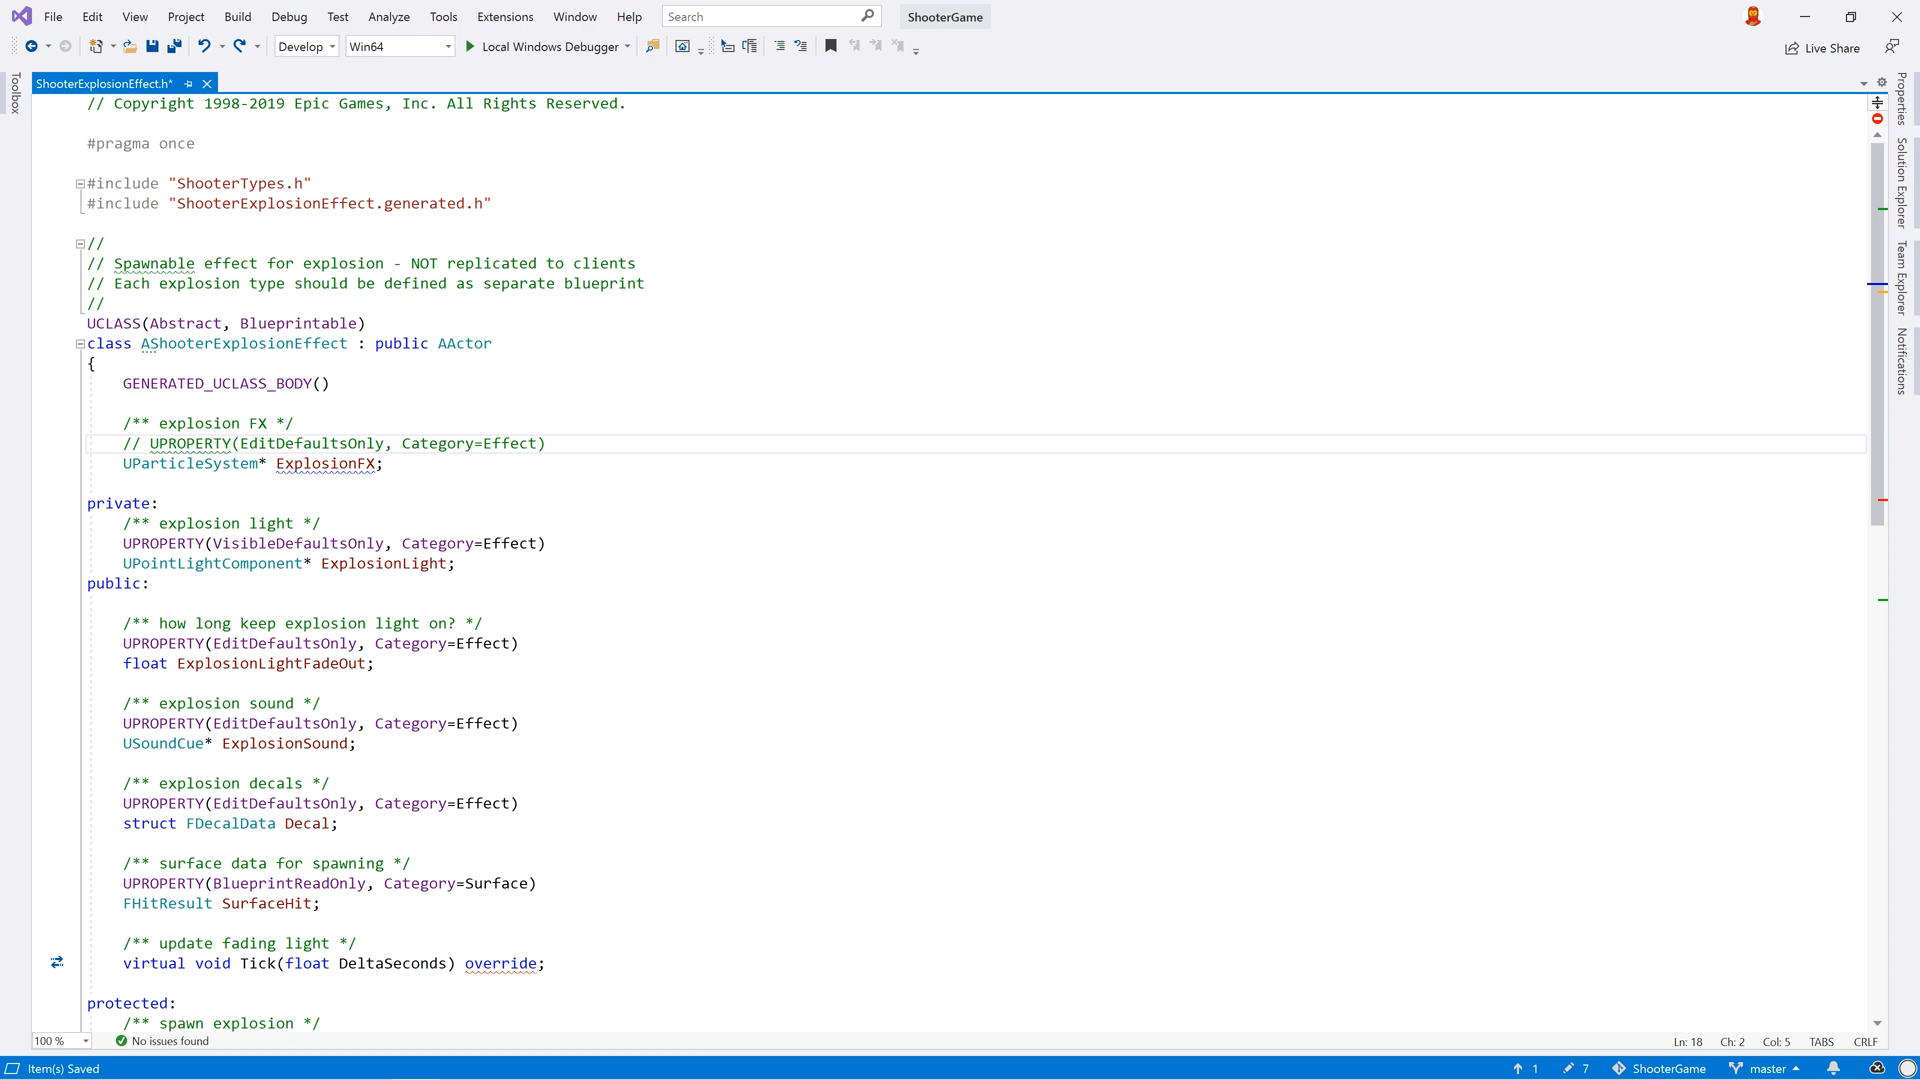 File Edit View Project Build Debug Test Analyze Tools Extensions Window Help Search ShooterGame
Develop Win64 Local Windows Debugger Live Share
Toolbox
ShooterExplosionEffect.h*
// Copyright 1998-2019 Epic Games, Inc. All Rights Reserved.
#pragma once
#include "ShooterTypes.h"
#include "ShooterExplosionEffect.generated.h"
//
// Spawnable effect for explosion - NOT replicated to clients
// Each explosion type should be defined as separate blueprint
//
UCLASS(Abstract, Blueprintable)
class AShooterExplosionEffect : public AActor
{
GENERATED_UCLASS_BODY()
/** explosion FX */
// UPROPERTY(EditDefaultsOnly, Category=Effect)
UParticleSystem* ExplosionFX;
private:
/** explosion light */
UPROPERTY(VisibleDefaultsOnly, Category=Effect)
UPointLightComponent* ExplosionLight;
public:
/** how long keep explosion light on? */
UPROPERTY(EditDefaultsOnly, Category=Effect)
float ExplosionLightFadeOut;
/** explosion sound */
UPROPERTY(EditDefaultsOnly, Category=Effect)
USoundCue* ExplosionSound;
/** explosion decals */
UPROPERTY(EditDefaultsOnly, Category=Effect)
struct FDecalData Decal;
/** surface data for spawning */
UPROPERTY(BlueprintReadOnly, Category=Surface)
FHitResult SurfaceHit;
/** update fading light */
virtual void Tick(float DeltaSeconds) override;
protected:
/** spawn explosion */
Properties
Solution Explorer
Team Explorer
Notifications
100 % No issues found Ln: 18 Ch: 2 Col: 5 TABS CRLF
Item(s) Saved 1 7 ShooterGame master